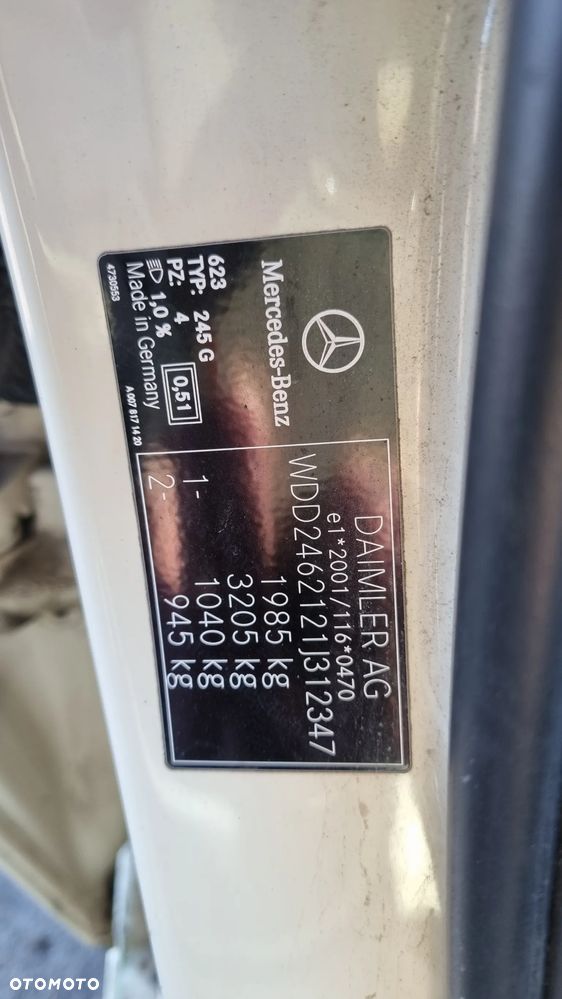 Mercedes-Benz
DAIMLER AG
e1*2001/116*0470
WDD2462121J312347
1985 kg
3205 kg
1- 1040 kg
2- 945 kg
623
TYP: 245 G
PZ: 4
1,0 %
0,51
Made in Germany
4730553
A 007 817 14 20
OTOMOTO